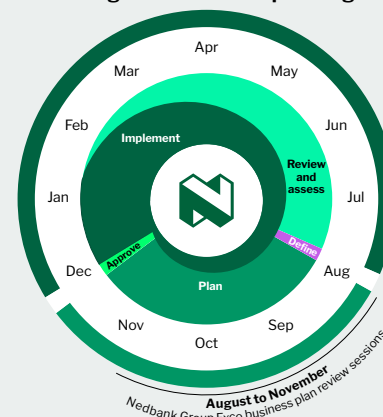 Apr
May
Jun
Jul
Aug
Sep
Oct
Nov
Dec
Jan
Feb
Mar
Implement
Review
and
assess
Define
Plan
Approve
August to November
Nedbank Group Exco business plan review sessions